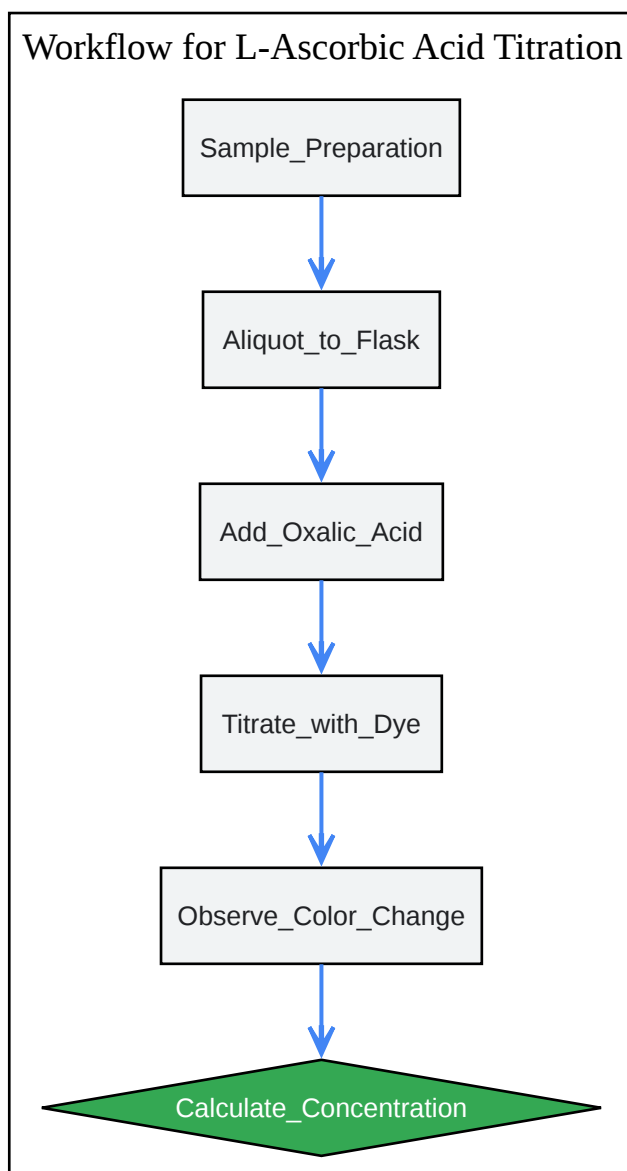 Workflow for L-Ascorbic Acid Titration
Sample_Preparation
Aliquot_to_Flask
Add_Oxalic_Acid
Titrate_with_Dye
Observe_Color_Change
Calculate_Concentration